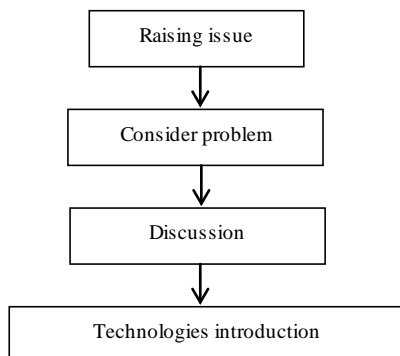 Raising issue
Consider problem
Discussion
Technologies introduction